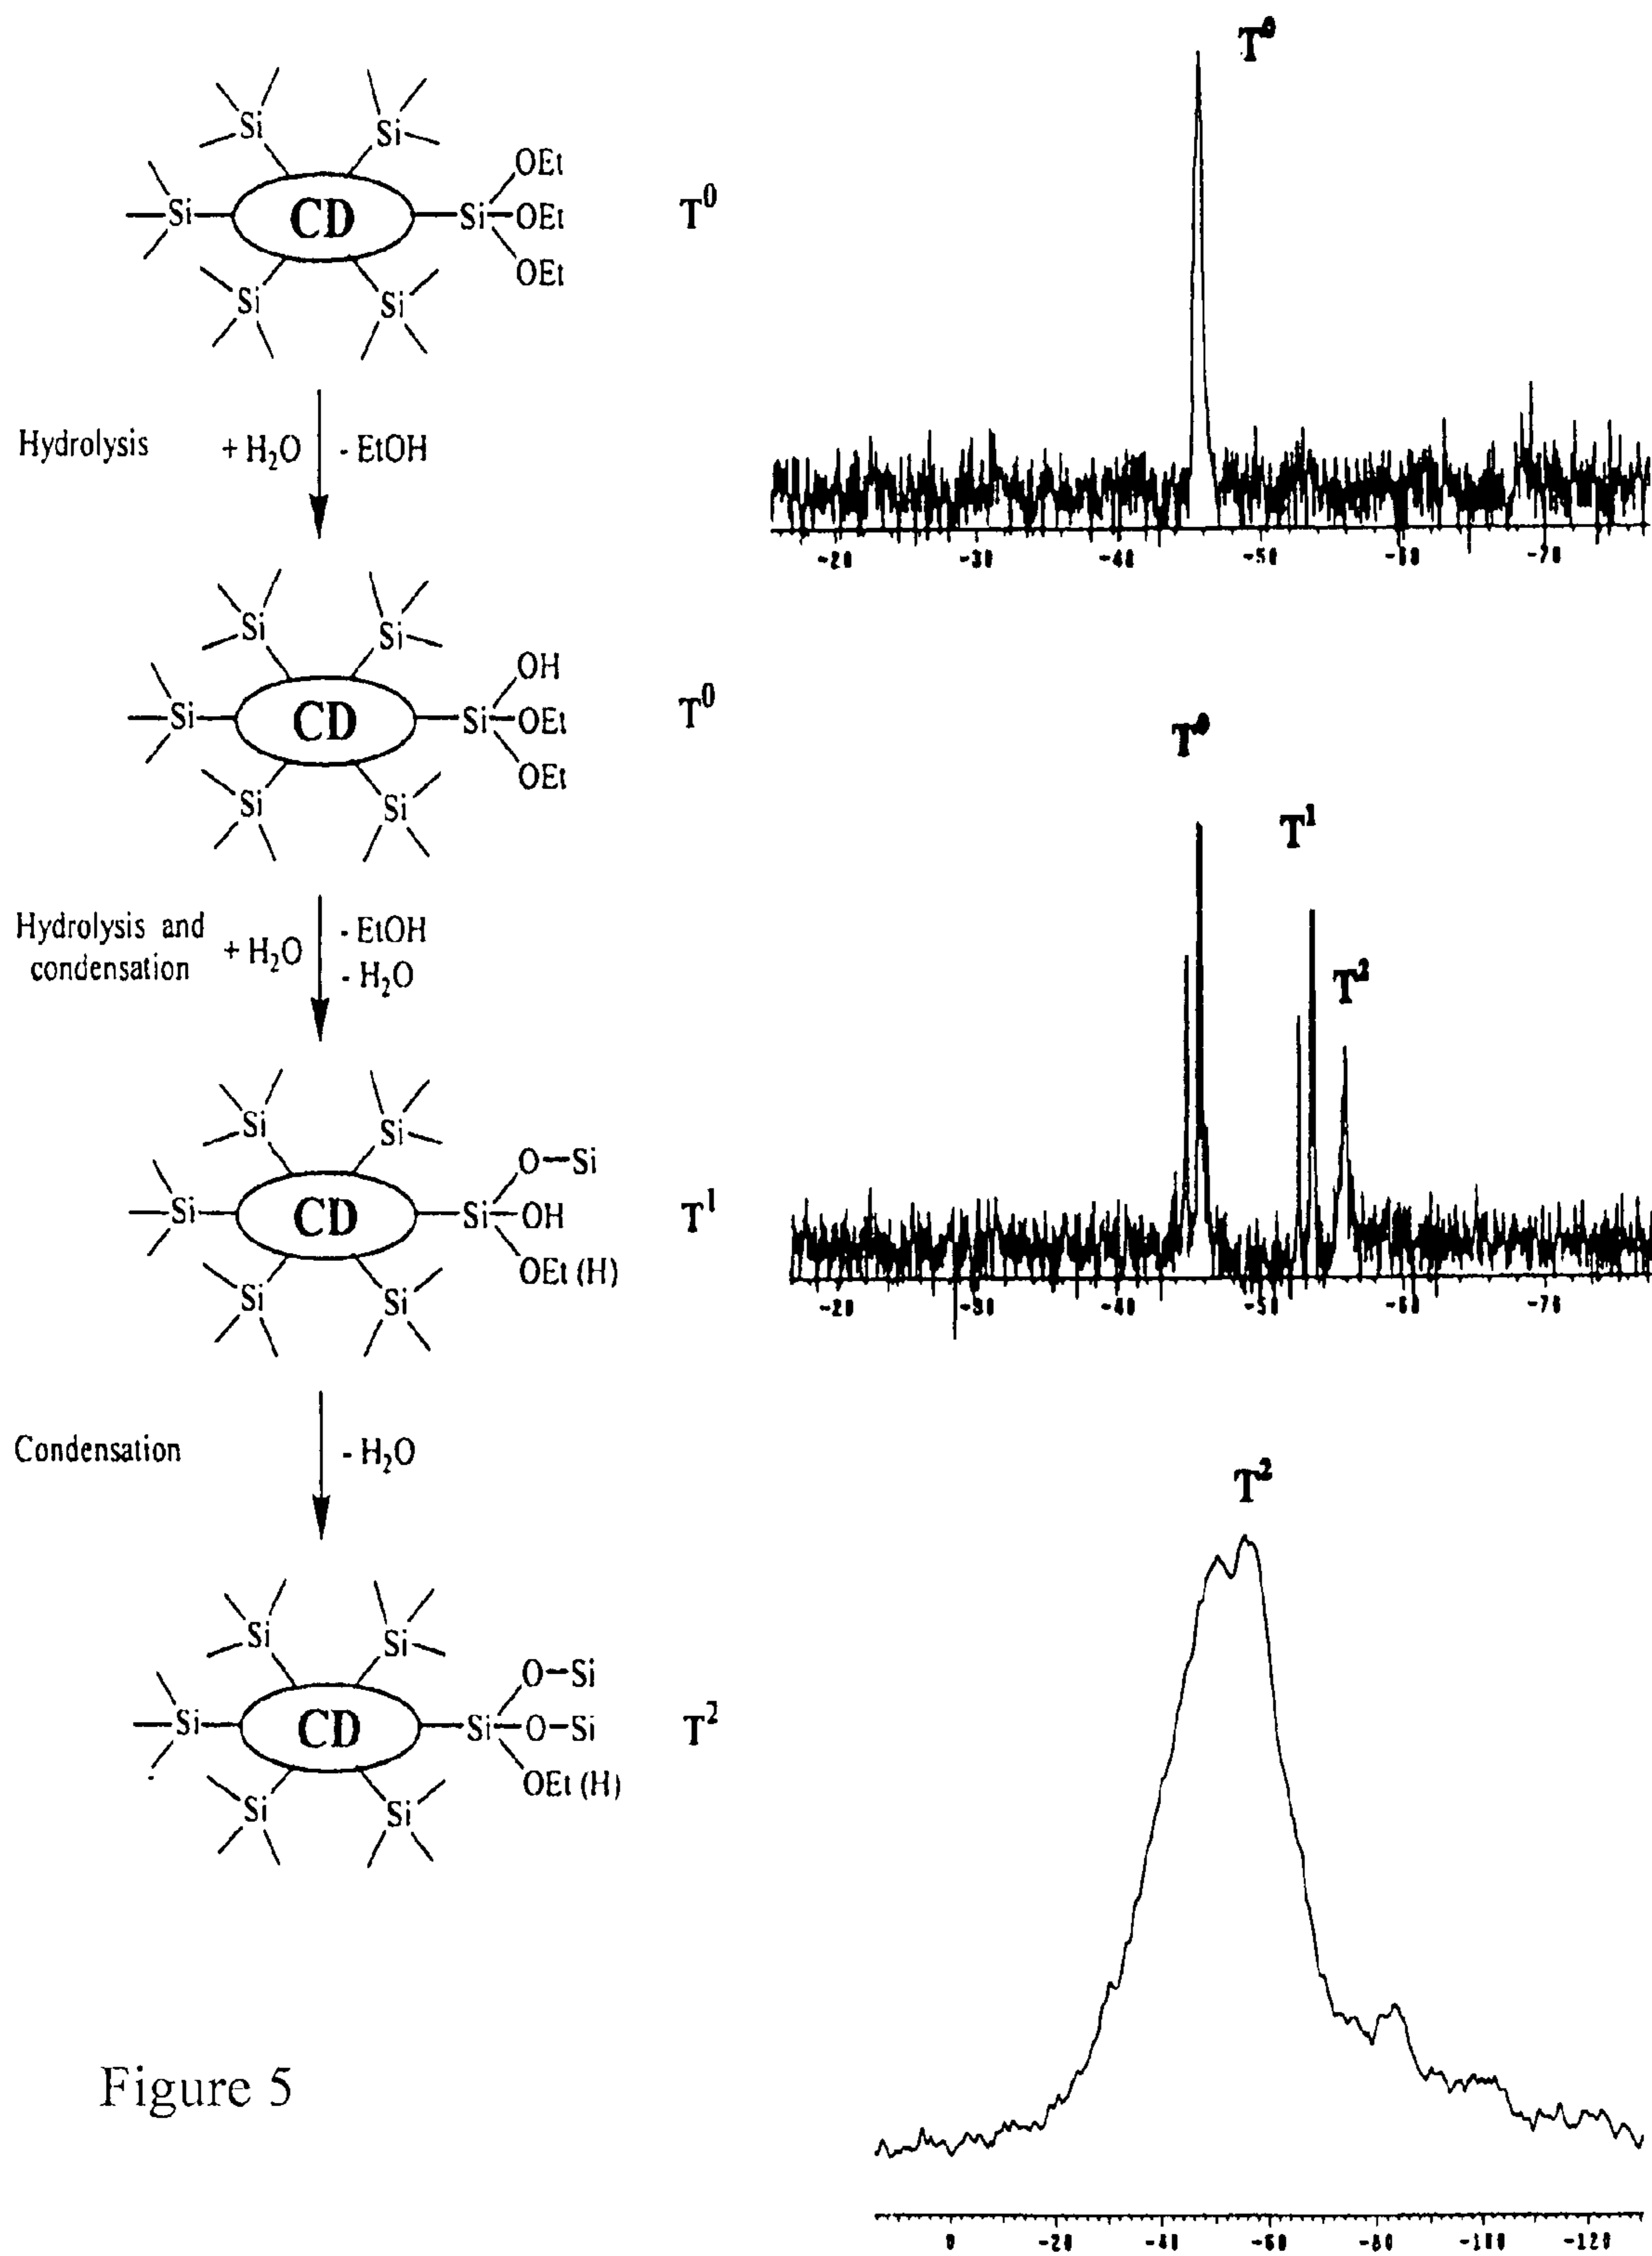 T⁰
Si
Si
OEt
Si
CD
Si
OEt
T⁰
OEt
Si
Si
Hydrolysis
+ H₂O
- EtOH
-20
-30
-40
-50
-70
Si
Si
OH
Si
CD
Si
OEt
T⁰
OEt
Si
Si
T⁰
T¹
T²
Hydrolysis and
condensation
+ H₂O
- EtOH
- H₂O
Si
Si
O-Si
Si
CD
Si
OH
T¹
OEt (H)
Si
Si
-20
-30
-40
-50
-60
-70
Condensation
- H₂O
T²
Si
Si
O-Si
Si
CD
Si
O-Si
T²
OEt (H)
Si
Si
Figure 5
0
-20
-40
-60
-80
-100
-120